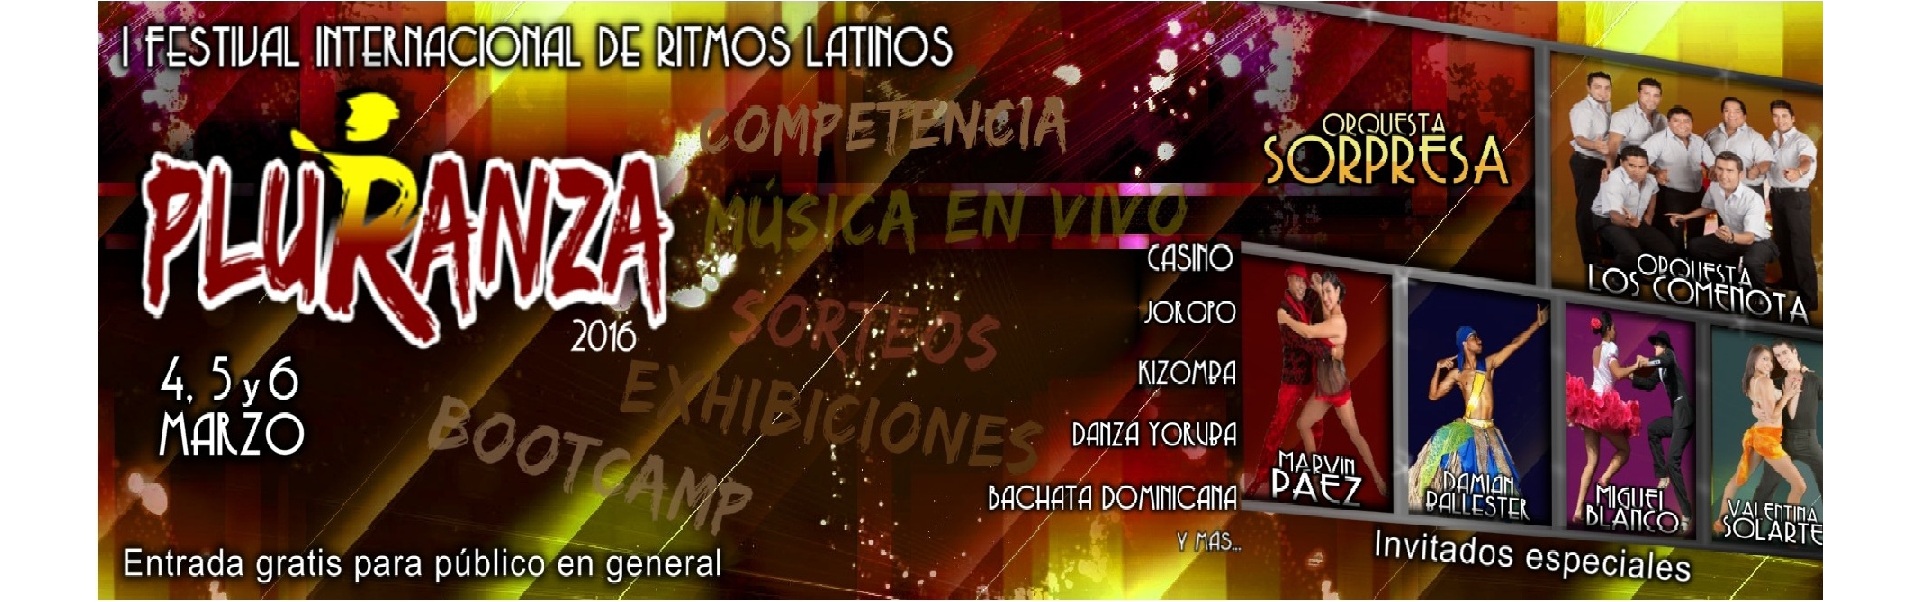 I FESTIVAL INTERNACIONAL DE RITMOS LATINOS
PLURANZA
2016
4, 5 y 6
MARZO
COMPETENCIA
MÚSICA EN VIVO
SORTEOS
EXHIBICIONES
BOOTCAMP
CASINO
JOROPO
KIZOMBA
DANZA YORUBA
BACHATA DOMINICANA
Y MAS...
ORQUESTA
SORPRESA
ORQUESTA
LOS COMENOTA
MARVIN
PÁEZ
DAMIAN
BALLESTER
MIGUEL
BLANCO
VALENTINA
SOLARTE
Entrada gratis para público en general
Invitados especiales